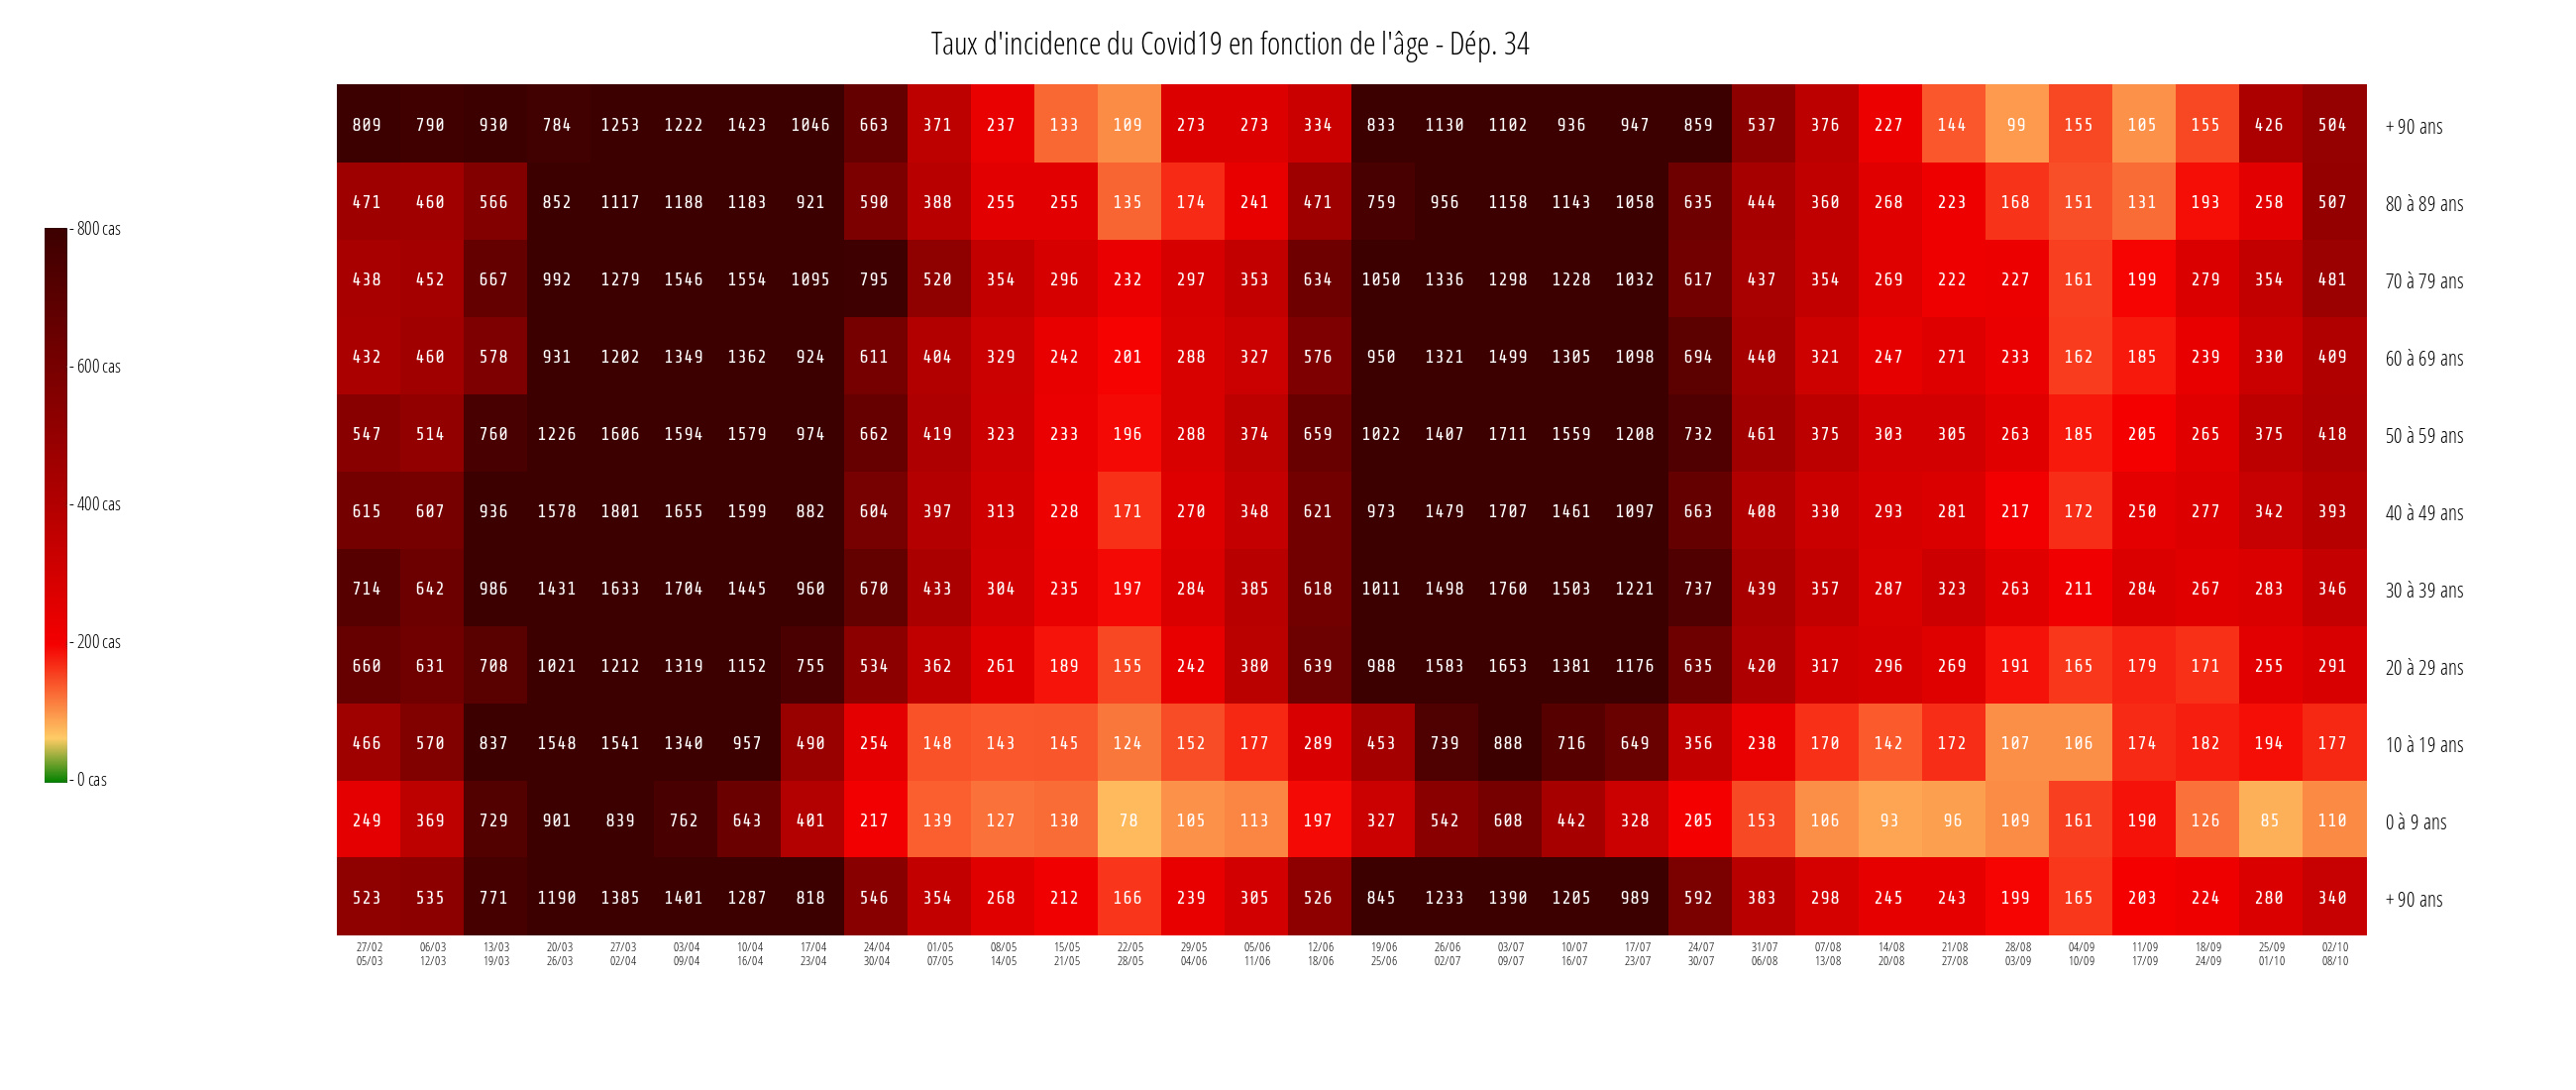 Taux d'incidence du Covid19 en fonction de l'âge - Dép. 34
- 800 cas
- 600 cas
- 400 cas
- 200 cas
- 0 cas
809 790 930 784 1253 1222 1423 1046 663 371 237 133 109 273 273 334 833 1130 1102 936 947 859 537 376 227 144 99 155 105 155 426 504 + 90 ans
471 460 566 852 1117 1188 1183 921 590 388 255 255 135 174 241 471 759 956 1158 1143 1058 635 444 360 268 223 168 151 131 193 258 507 80 à 89 ans
438 452 667 992 1279 1546 1554 1095 795 520 354 296 232 297 353 634 1050 1336 1298 1228 1032 617 437 354 269 222 227 161 199 279 354 481 70 à 79 ans
432 460 578 931 1202 1349 1362 924 611 404 329 242 201 288 327 576 950 1321 1499 1305 1098 694 440 321 247 271 233 162 185 239 330 409 60 à 69 ans
547 514 760 1226 1606 1594 1579 974 662 419 323 233 196 288 374 659 1022 1407 1711 1559 1208 732 461 375 303 305 263 185 205 265 375 418 50 à 59 ans
615 607 936 1578 1801 1655 1599 882 604 397 313 228 171 270 348 621 973 1479 1707 1461 1097 663 408 330 293 281 217 172 250 277 342 393 40 à 49 ans
714 642 986 1431 1633 1704 1445 960 670 433 304 235 197 284 385 618 1011 1498 1760 1503 1221 737 439 357 287 323 263 211 284 267 283 346 30 à 39 ans
660 631 708 1021 1212 1319 1152 755 534 362 261 189 155 242 380 639 988 1583 1653 1381 1176 635 420 317 296 269 191 165 179 171 255 291 20 à 29 ans
466 570 837 1548 1541 1340 957 490 254 148 143 145 124 152 177 289 453 739 888 716 649 356 238 170 142 172 107 106 174 182 194 177 10 à 19 ans
249 369 729 901 839 762 643 401 217 139 127 130 78 105 113 197 327 542 608 442 328 205 153 106 93 96 109 161 190 126 85 110 0 à 9 ans
523 535 771 1190 1385 1401 1287 818 546 354 268 212 166 239 305 526 845 1233 1390 1205 989 592 383 298 245 243 199 165 203 224 280 340 + 90 ans
27/02 06/03 13/03 20/03 27/03 03/04 10/04 17/04 24/04 01/05 08/05 15/05 22/05 29/05 05/06 12/06 19/06 26/06 03/07 10/07 17/07 24/07 31/07 07/08 14/08 21/08 28/08 04/09 11/09 18/09 25/09 02/10
05/03 12/03 19/03 26/03 02/04 09/04 16/04 23/04 30/04 07/05 14/05 21/05 28/05 04/06 11/06 18/06 25/06 02/07 09/07 16/07 23/07 30/07 06/08 13/08 20/08 27/08 03/09 10/09 17/09 24/09 01/10 08/10